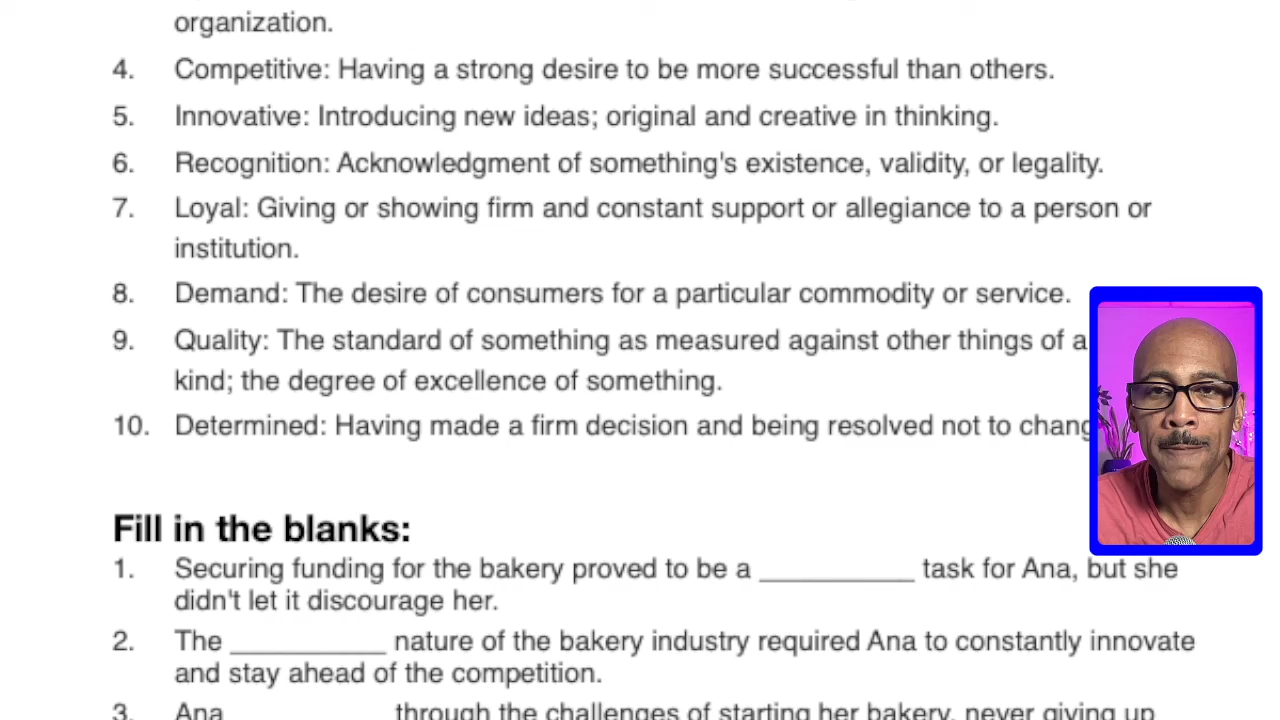 organization.
4. Competitive: Having a strong desire to be more successful than others.
5. Innovative: Introducing new ideas; original and creative in thinking.
6. Recognition: Acknowledgment of something's existence, validity, or legality.
7. Loyal: Giving or showing firm and constant support or allegiance to a person or
institution.
8. Demand: The desire of consumers for a particular commodity or service.
9. Quality: The standard of something as measured against other things of a
kind; the degree of excellence of something.
10. Determined: Having made a firm decision and being resolved not to chang
Fill in the blanks:
1. Securing funding for the bakery proved to be a __________ task for Ana, but she
didn't let it discourage her.
2. The __________ nature of the bakery industry required Ana to constantly innovate
and stay ahead of the competition.
3. Ana __________ through the challenges of starting her bakery, never giving up